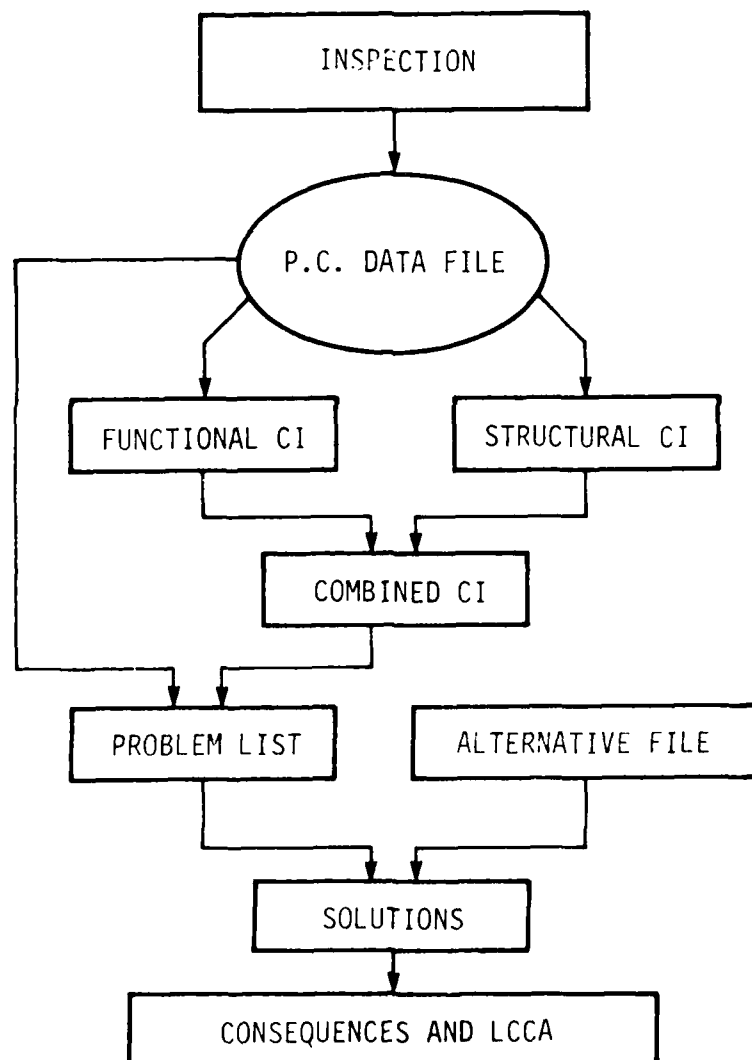 INSPECTION
P.C. DATA FILE
FUNCTIONAL CI
STRUCTURAL CI
COMBINED CI
PROBLEM LIST
ALTERNATIVE FILE
SOLUTIONS
CONSEQUENCES AND LCCA